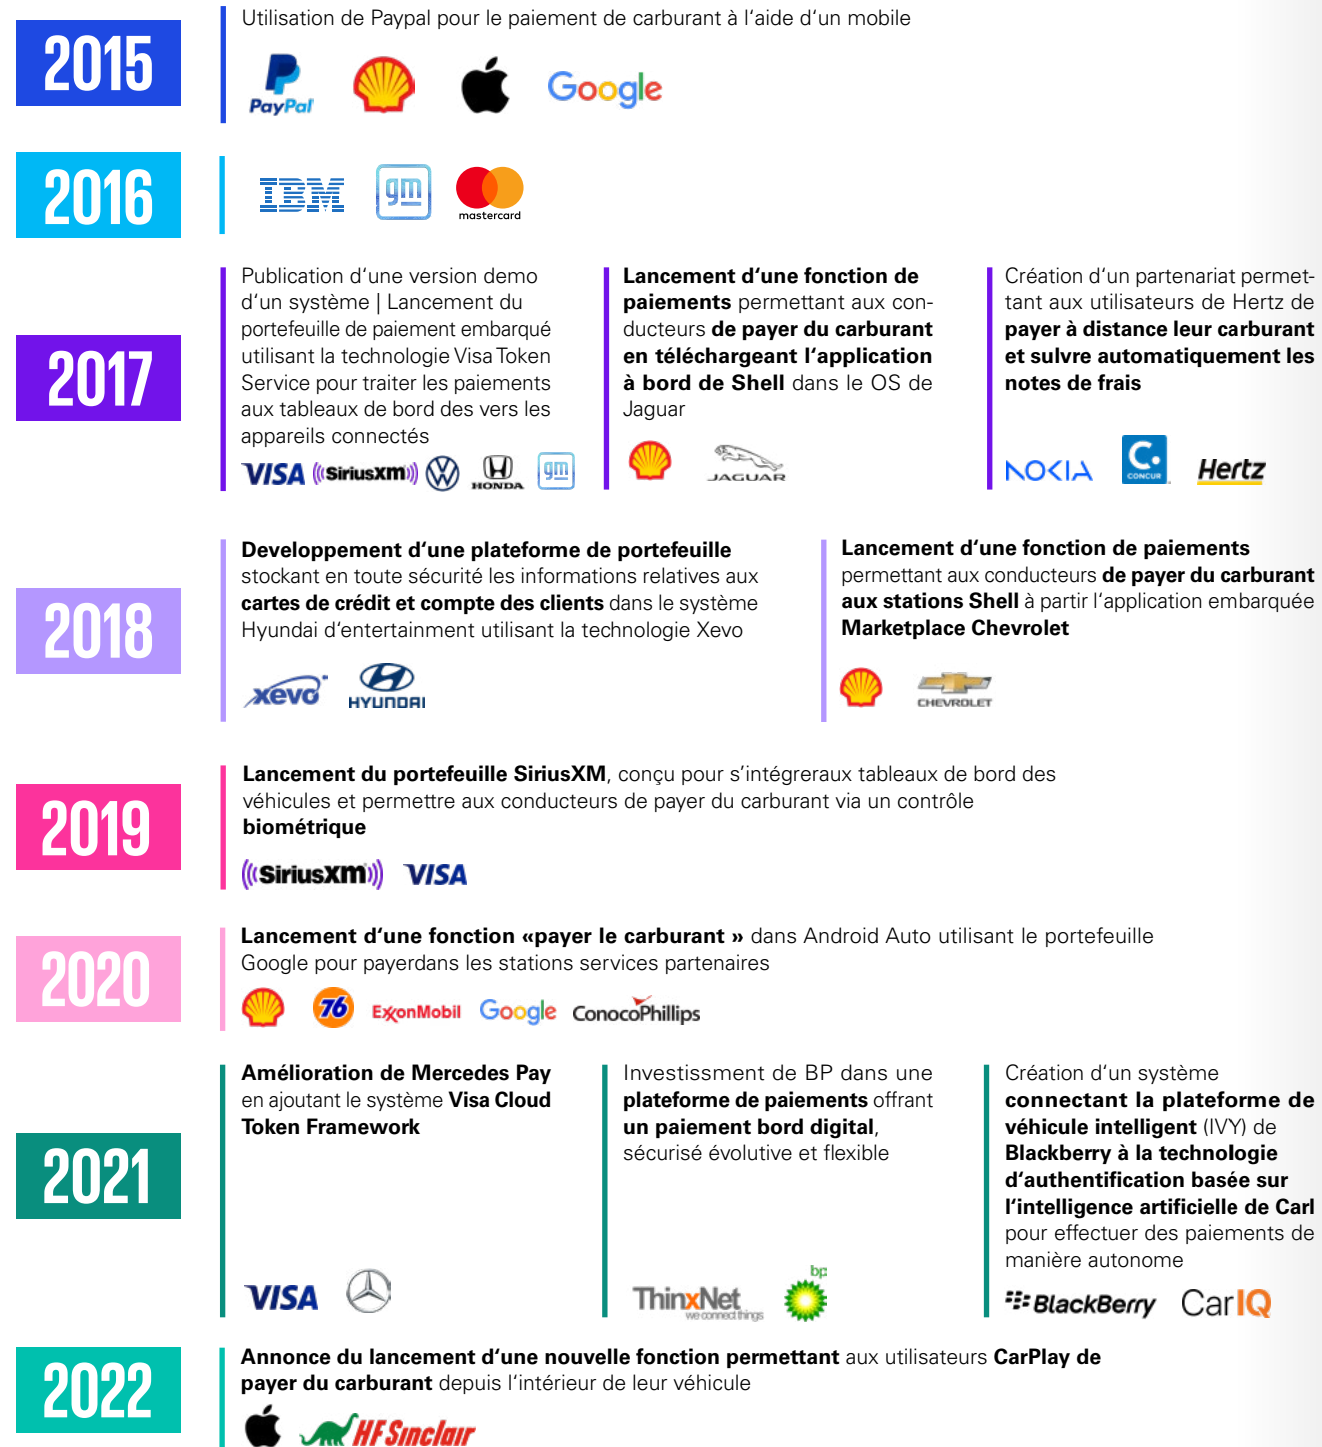 2015
Utilisation de Paypal pour le paiement de carburant à l'aide d'un mobile
PayPal
Google
2016
IBM
gm
mastercard
2017
Publication d'une version demo
d'un système | Lancement du
portefeuille de paiement embarqué
utilisant la technologie Visa Token
Service pour traiter les paiements
aux tableaux de bord des vers les
appareils connectés
VISA
SiriusXM
HONDA
gm
Lancement d'une fonction de
paiements permettant aux con-
ducteurs de payer du carburant
en téléchargeant l'application
à bord de Shell dans le OS de
Jaguar
JAGUAR
Création d'un partenariat permet-
tant aux utilisateurs de Hertz de
payer à distance leur carburant
et sulvre automatiquement les
notes de frais
NOKIA
C.
CONCUR
Hertz
2018
Developpement d'une plateforme de portefeuille
stockant en toute sécurité les informations relatives aux
cartes de crédit et compte des clients dans le système
Hyundai d'entertainment utilisant la technologie Xevo
xevo
HYUNDAI
Lancement d'une fonction de paiements
permettant aux conducteurs de payer du carburant
aux stations Shell à partir l'application embarquée
Marketplace Chevrolet
CHEVROLET
2019
Lancement du portefeuille SiriusXM, conçu pour s'intégreraux tableaux de bord des
véhicules et permettre aux conducteurs de payer du carburant via un contrôle
biométrique
SiriusXM
VISA
2020
Lancement d'une fonction «payer le carburant » dans Android Auto utilisant le portefeuille
Google pour payerdans les stations services partenaires
76
ExxonMobil
Google
ConocoPhillips
2021
Amélioration de Mercedes Pay
en ajoutant le système Visa Cloud
Token Framework
VISA
Investissment de BP dans une
plateforme de paiements offrant
un paiement bord digital,
sécurisé évolutive et flexible
ThinxNet
we connect things
bp
Création d'un système
connectant la plateforme de
véhicule intelligent (IVY) de
Blackberry à la technologie
d'authentification basée sur
l'intelligence artificielle de Carl
pour effectuer des paiements de
manière autonome
BlackBerry
CarIQ
2022
Annonce du lancement d'une nouvelle fonction permettant aux utilisateurs CarPlay de
payer du carburant depuis l'intérieur de leur véhicule
HF Sinclair